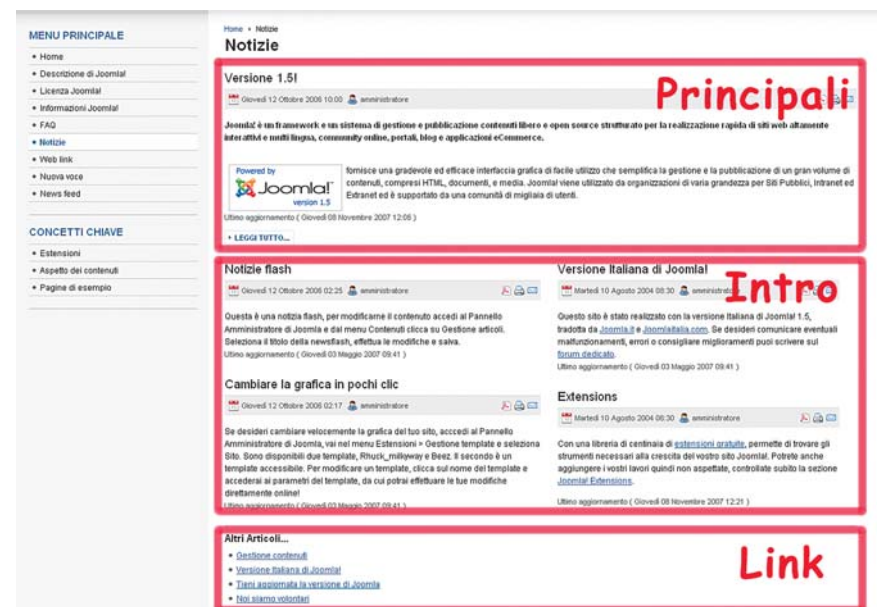 MENU PRINCIPALE
Home
Descrizione di Joomla!
Licenza Joomla!
Informazioni Joomla!
FAQ
Notizie
Web link
Nuova voce
News feed
CONCETTI CHIAVE
Estensioni
Aspetto dei contenuti
Pagine di esempio
Home Notizie
Notizie
Versione 1.5!
Principali
Giovedì 12 Ottobre 2006 10:00 amministratore
Joomla! è un framework e un sistema di gestione e pubblicazione contenuti libero e open source strutturato per la realizzazione rapida di siti web altamente
interattivi e multi lingua, community online, portali, blog e applicazioni eCommerce.
Powered by
Joomla!
version 1.5
fornisce una gradevole ed efficace interfaccia grafica di facile utilizzo che semplifica la gestione e la pubblicazione di un gran volume di
contenuti, compresi HTML, documenti, e media. Joomla! viene utilizzato da organizzazioni di varia grandezza per Siti Pubblici, Intranet ed
Extranet ed è supportato da una comunità di migliaia di utenti.
Ultimo aggiornamento ( Giovedì 08 Novembre 2007 12:06 )
LEGGI TUTTO...
Notizie flash
Giovedì 12 Ottobre 2006 02:25 amministratore
Questa è una notizia flash, per modificarne il contenuto accedi al Pannello
Amministratore di Joomla e dal menu Contenuti clicca su Gestione articoli.
Seleziona il titolo della newsflash, effettua le modifiche e salva.
Ultimo aggiornamento ( Giovedì 03 Maggio 2007 09:41 )
Cambiare la grafica in pochi clic
Giovedì 12 Ottobre 2006 02:17 amministratore
Se desideri cambiare velocemente la grafica del tuo sito, acccedi al Pannello
Amministratore di Joomla, vai nel menu Estensioni > Gestione template e seleziona
Sito. Sono disponibili due template, Rhuck_milkyway e Beez. Il secondo è un
template accessibile. Per modificare un template, clicca sul nome del template e
accederai ai parametri del template, da cui potrai effettuare le tue modifiche
direttamente online!
Ultimo aggiornamento ( Giovedì 03 Maggio 2007 09:41 )
Versione Italiana di Joomla!
Intro
Martedì 10 Agosto 2004 06:30 amministratore
Questo sito è stato realizzato con la versione Italiana di Joomla! 1.5,
tradotta da Joomla.it e Joomlaitalia.com. Se desideri comunicare eventuali
malfunzionamenti, errori o consigliare miglioramenti puoi scrivere sul
forum dedicato.
Ultimo aggiornamento ( Giovedì 03 Maggio 2007 09:41 )
Extensions
Martedì 10 Agosto 2004 06:30 amministratore
Con una libreria di centinaia di estensioni gratuite, permette di trovare gli
strumenti necessari alla crescita del vostro sito Joomla!. Potrete anche
aggiungere i vostri lavori quindi non aspettate, controllate subito la sezione
Joomla! Extensions.
Ultimo aggiornamento ( Giovedì 08 Novembre 2007 12:21 )
Altri Articoli...
Link
Gestione contenuti
Versione Italiana di Joomla!
Tieni aggiornata la versione di Joomla
Noi siamo volontari